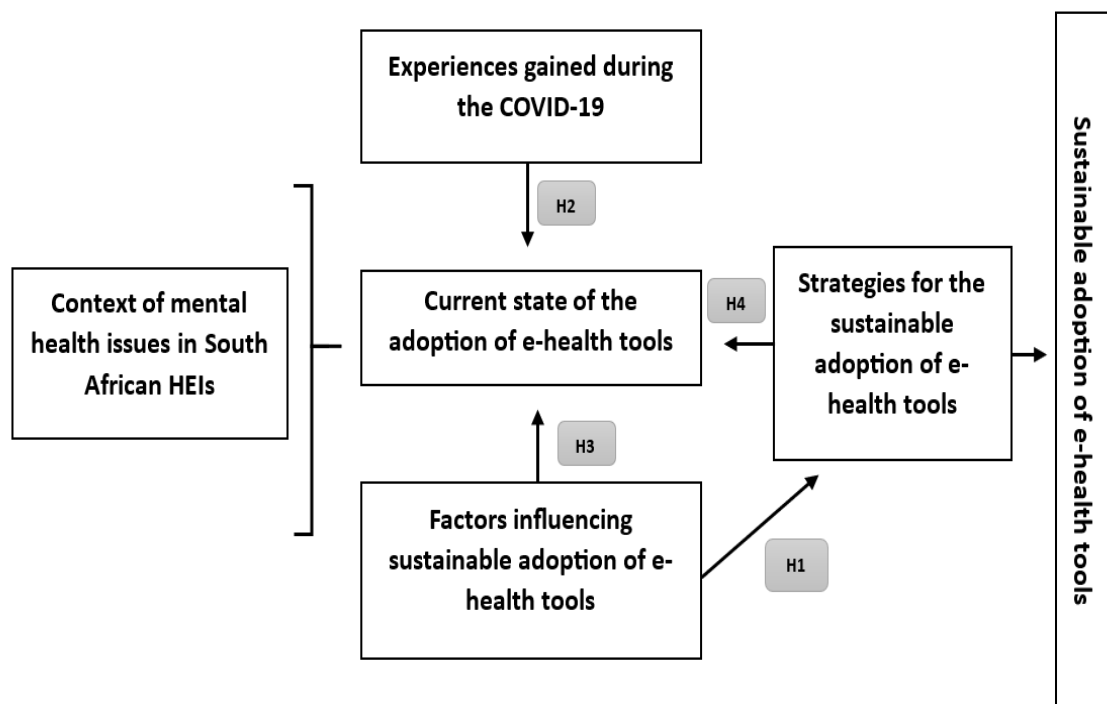 Experiences gained during
the COVID-19
H2
Context of mental
health issues in South
African HEIs
Current state of the
adoption of e-health tools
H4
Strategies for the
sustainable
adoption of e-
health tools
H3
Factors influencing
sustainable adoption of e-
health tools
H1
Sustainable adoption of e-health tools